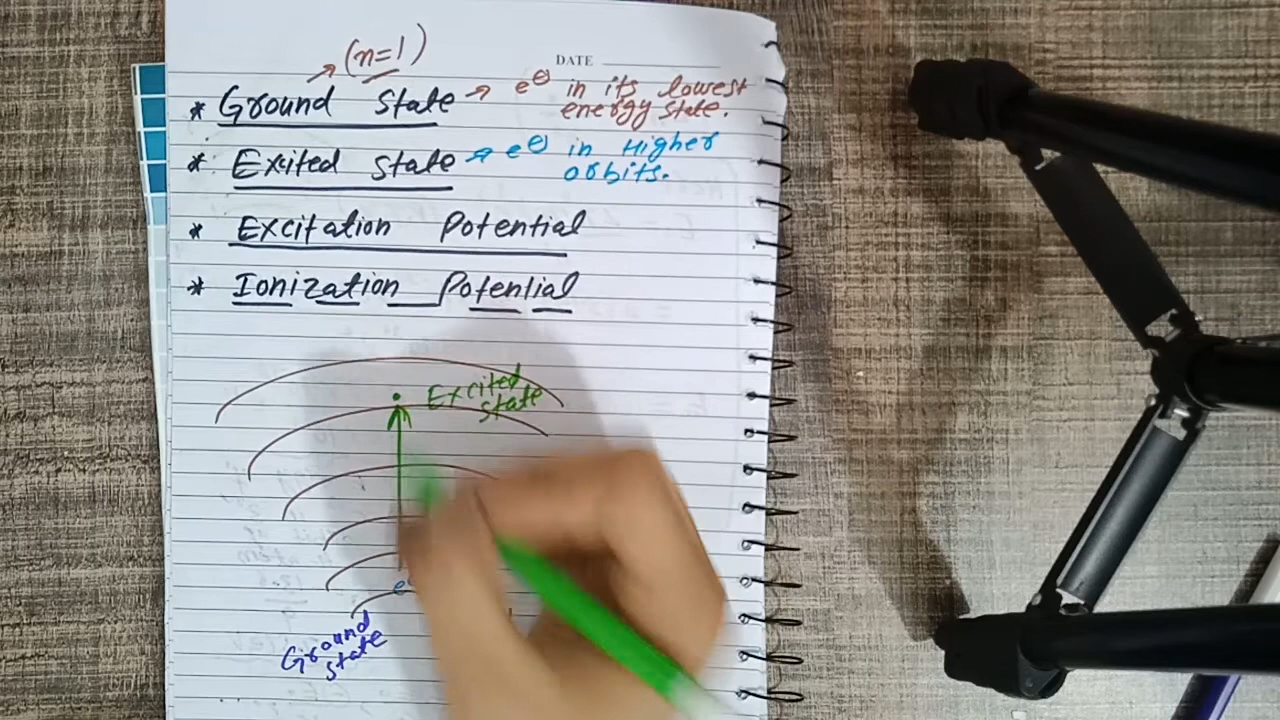 (n=1)
DATE
* Ground State → e⊖ in its lowest
energy state.
* Excited state → e⊖ in Higher
orbits.
* Excitation Potential
* Ionization Potential
Excited
state
e
Ground
state